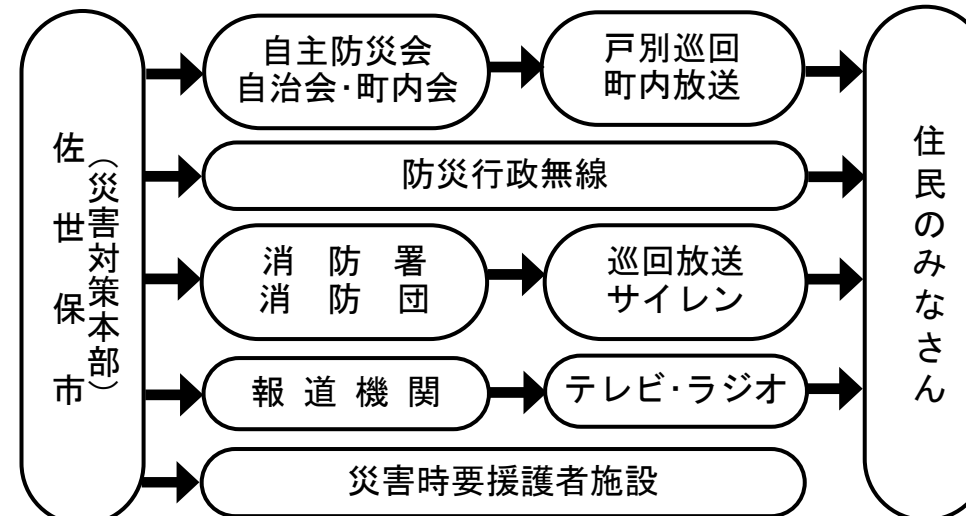 佐世保市
（災害対策本部）
自主防災会
自治会・町内会
戸別巡回
町内放送
防災行政無線
消防署
消防団
巡回放送
サイレン
報道機関
テレビ・ラジオ
災害時要援護者施設
住民のみなさん